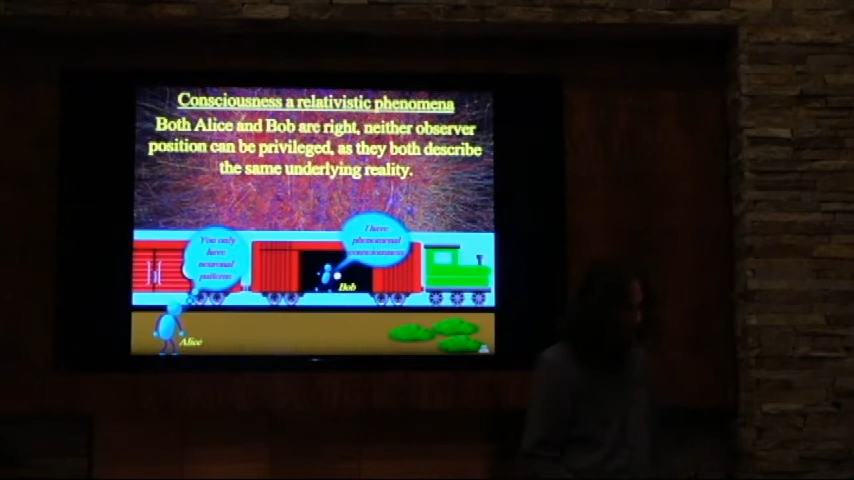 Consciousness a relativistic phenomena
Both Alice and Bob are right, neither observer
position can be privileged, as they both describe
the same underlying reality.
I have
phenomenal
consciousness
You only
have
neuronal
patterns
Bob
Alice